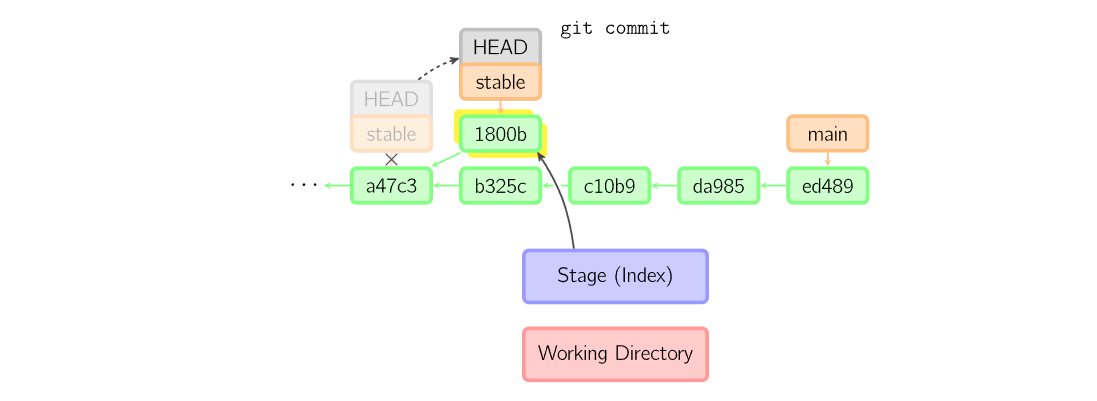 git commit
HEAD
stable
HEAD
stable
1800b
main
... a47c3 b325c c10b9 da985 ed489
Stage (Index)
Working Directory